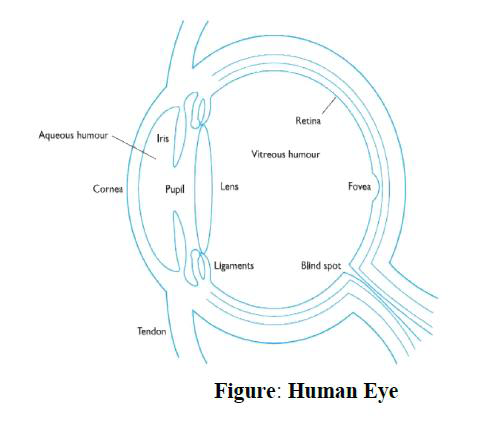 Retina
Aqueous humour
Iris
Vitreous humour
Cornea
Pupil
Lens
Fovea
Ligaments
Blind spot
Tendon
Figure: Human Eye